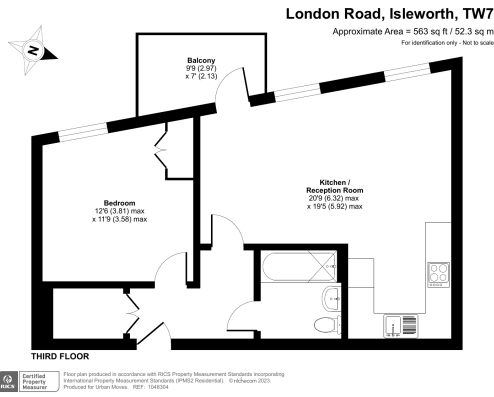 London Road, Isleworth, TW7
Approximate Area = 563 sq ft / 52.3 sq m
For identification only - Not to scale
N
Balcony
9'9 (2.97)
x 7' (2.13)
Bedroom
12'6 (3.81) max
x 11'9 (3.58) max
Kitchen /
Reception Room
20'9 (6.32) max
x 19'5 (5.92) max
THIRD FLOOR
RICS
Certified
Property
Measurer
Floor plan produced in accordance with RICS Property Measurement Standards incorporating
International Property Measurement Standards (IPMS2 Residential). © nichecom 2023.
Produced for Urban Moves. REF: 1048304